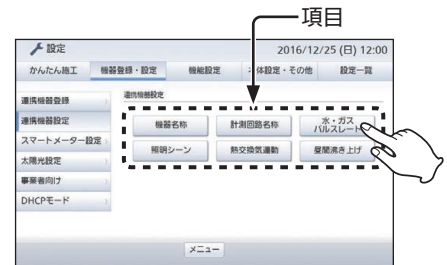 項目
設定
2016/12/25 (日) 12:00
かんたん施工
機器登録・設定
機能設定
本体設定・その他
設定一覧
連携機器登録
連携機器設定
スマートメーター設定
太陽光設定
事業者向け
DHCPモード
連携機器設定
機器名称
計測回路名称
水・ガス
パルスレート
照明シーン
熱交換気連動
昼間沸き上げ
メニュー